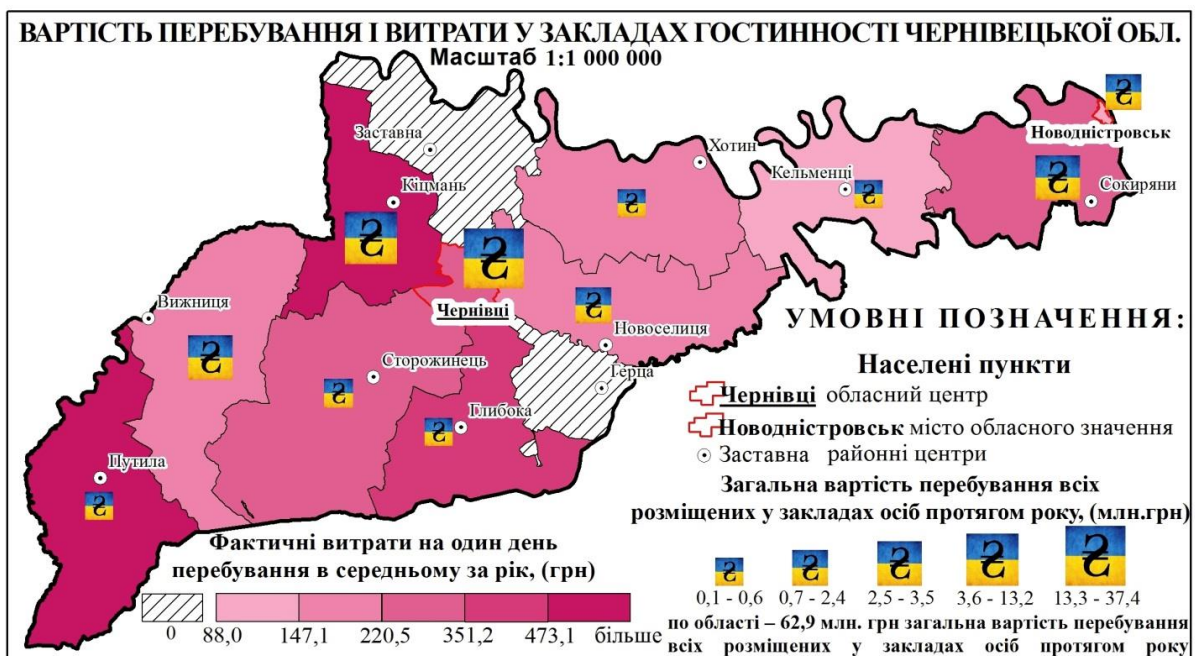 ВАРТІСТЬ ПЕРЕБУВАННЯ І ВИТРАТИ У ЗАКЛАДАХ ГОСТИННОСТІ ЧЕРНІВЕЦЬКОЇ ОБЛ.
Масштаб 1:1 000 000
Заставна
Хотин
Новодністровськ
Кельменці
Кіцмань
Сокиряни
Вижниця
Чернівці
Новоселиця
Сторожинець
Герца
Глибока
Путила
УМОВНІ ПОЗНАЧЕННЯ:
Населені пункти
Чернівці обласний центр
Новодністровськ місто обласного значення
Заставна районні центри
Загальна вартість перебування всіх
розміщених у закладах осіб протягом року, (млн.грн)
0,1 - 0,6 0,7 - 2,4 2,5 - 3,5 3,6 - 13,2 13,3 - 37,4
по області – 62,9 млн. грн загальна вартість перебування
всіх розміщених у закладах осіб протягом року
Фактичні витрати на один день
перебування в середньому за рік, (грн)
0 88,0 147,1 220,5 351,2 473,1 більше